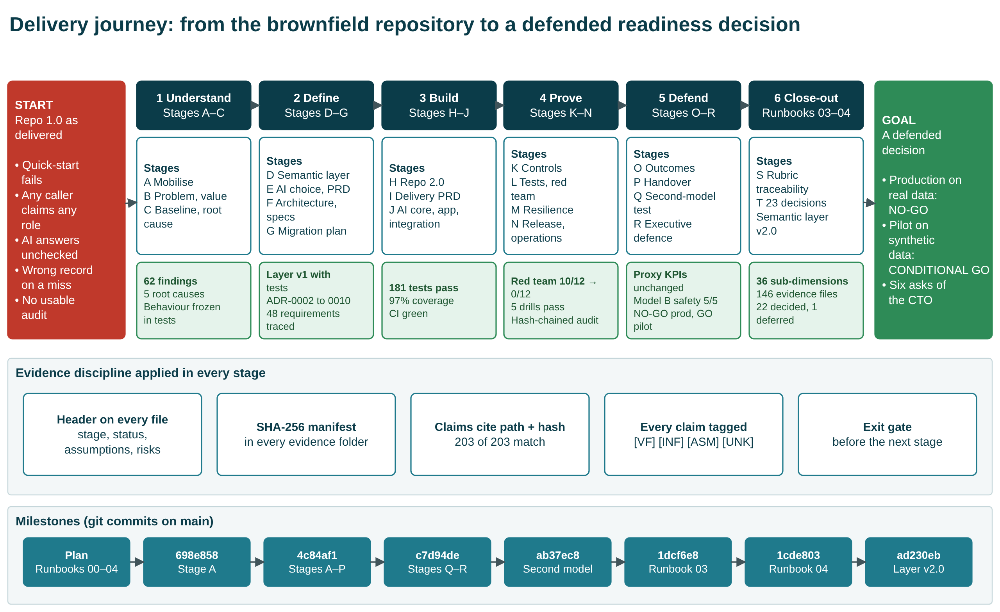 Delivery journey: from the brownfield repository to a defended readiness decision
START
Repo 1.0 as
delivered
• Quick-start
fails
• Any caller
claims any
role
• AI answers
unchecked
• Wrong record
on a miss
• No usable
audit
1 Understand
Stages A–C
Stages
A Mobilise
B Problem, value
C Baseline, root
cause
62 findings
5 root causes
Behaviour frozen
in tests
2 Define
Stages D–G
Stages
D Semantic layer
E AI choice, PRD
F Architecture,
specs
G Migration plan
Layer v1 with
tests
ADR-0002 to 0010
48 requirements
traced
3 Build
Stages H–J
Stages
H Repo 2.0
I Delivery PRD
J AI core, app,
integration
181 tests pass
97% coverage
CI green
4 Prove
Stages K–N
Stages
K Controls
L Tests, red
team
M Resilience
N Release,
operations
Red team 10/12 →
0/12
5 drills pass
Hash-chained audit
5 Defend
Stages O–R
Stages
O Outcomes
P Handover
Q Second-model
test
R Executive
defence
Proxy KPIs
unchanged
Model B safety 5/5
NO-GO prod, GO
pilot
6 Close-out
Runbooks 03–04
Stages
S Rubric
traceability
T 23 decisions
Semantic layer
v2.0
36 sub-dimensions
146 evidence files
22 decided, 1
deferred
GOAL
A defended
decision
• Production on
real data:
NO-GO
• Pilot on
synthetic
data:
CONDITIONAL GO
• Six asks of
the CTO
Evidence discipline applied in every stage
Header on every file
stage, status,
assumptions, risks
SHA-256 manifest
in every evidence folder
Claims cite path + hash
203 of 203 match
Every claim tagged
[VF] [INF] [ASM] [UNK]
Exit gate
before the next stage
Milestones (git commits on main)
Plan
Runbooks 00–04
698e858
Stage A
4c84af1
Stages A–P
c7d94de
Stages Q–R
ab37ec8
Second model
1dcf6e8
Runbook 03
1cde803
Runbook 04
ad230eb
Layer v2.0